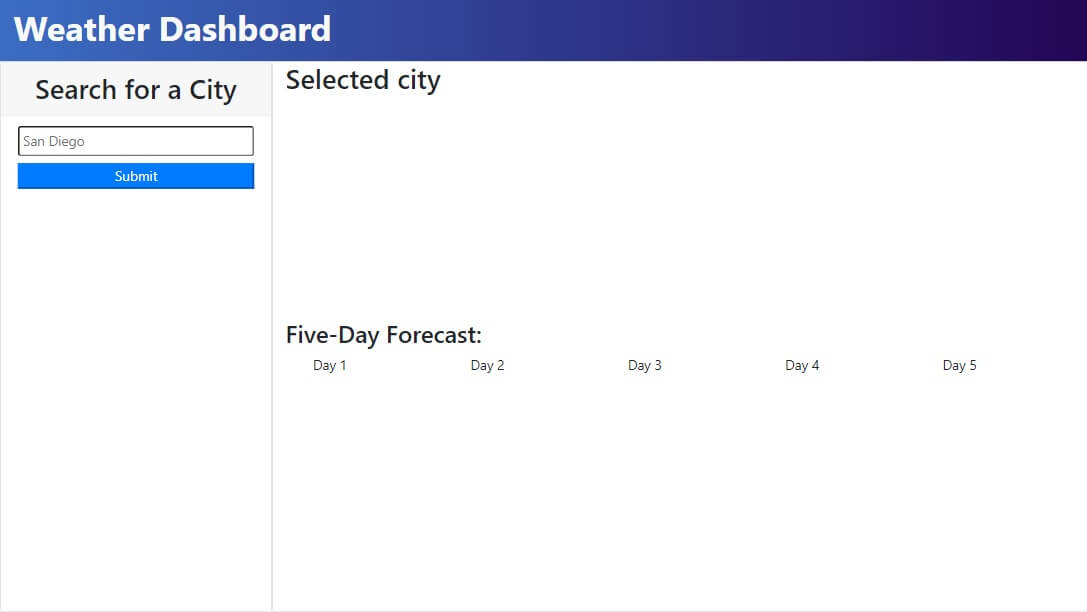 Weather Dashboard
Search for a City
San Diego
Submit
Selected city
Five-Day Forecast:
Day 1 Day 2 Day 3 Day 4 Day 5